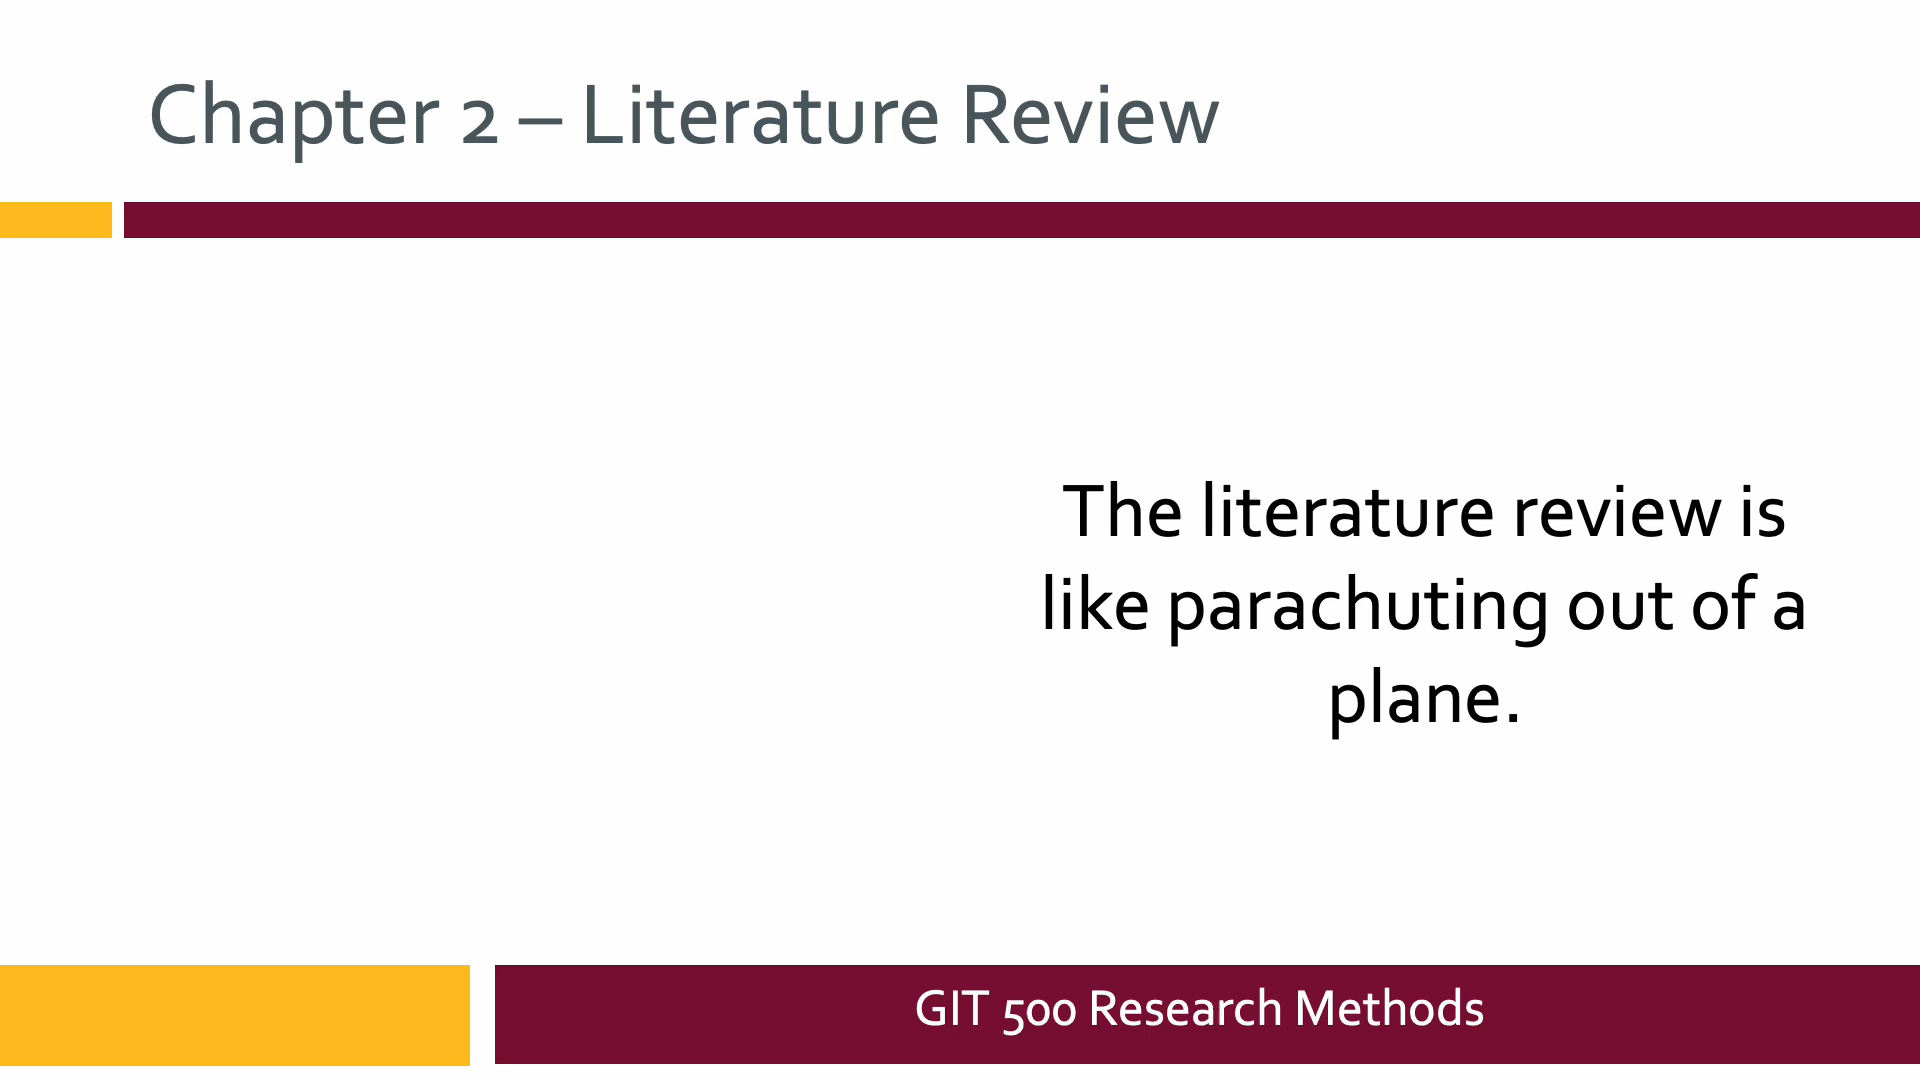 Chapter 2 – Literature Review
The literature review is
like parachuting out of a
plane.
GIT 500 Research Methods